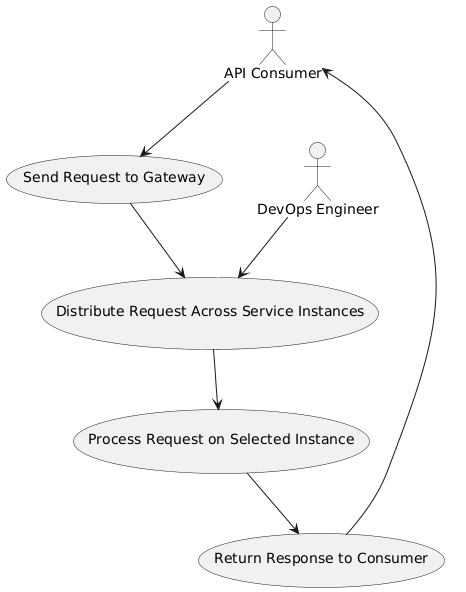 API Consumer
Send Request to Gateway
DevOps Engineer
Distribute Request Across Service Instances
Process Request on Selected Instance
Return Response to Consumer